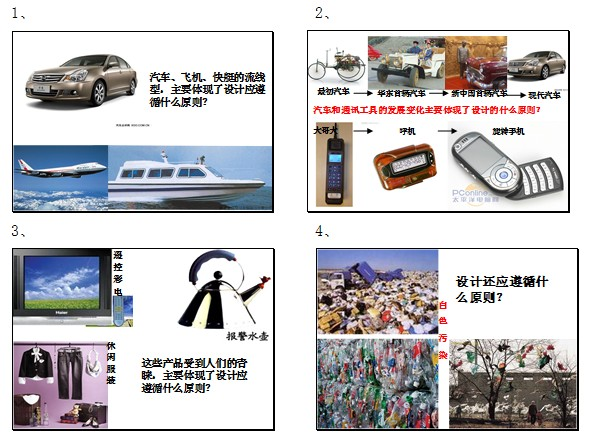 1、
2、
汽车、飞机、快艇的流线
型，主要体现了设计应遵
循什么原则？
最初汽车
华东首辆汽车
新中国首辆汽车
现代汽车
汽车和通讯工具的发展变化主要体现了设计的什么原则？
大哥大
呼机
旋转手机
PConline
太平洋电脑网
3、
4、
遥控彩电
Haier
报警水壶
休闲服装
这些产品受到人们的青
睐，主要体现了设计应
遵循什么原则？
设计还应遵循什
么原则？
白色污染